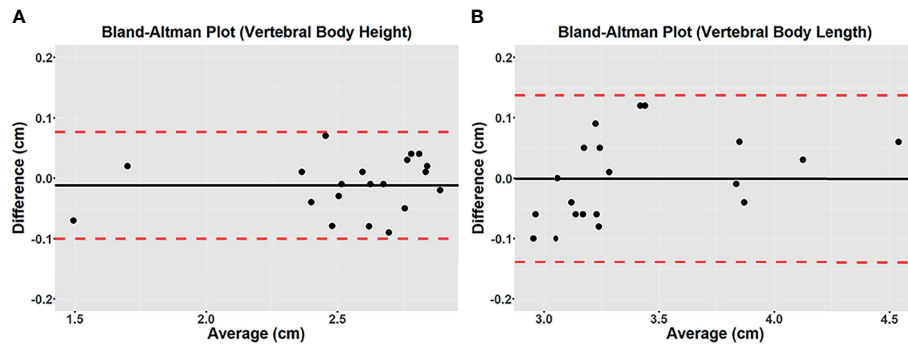 A
Bland-Altman Plot (Vertebral Body Height)
Difference (cm)
0.2
0.1
0.0
-0.1
-0.2
1.5 2.0 2.5
Average (cm)
B
Bland-Altman Plot (Vertebral Body Length)
Difference (cm)
0.2
0.1
0.0
-0.1
-0.2
3.0 3.5 4.0 4.5
Average (cm)